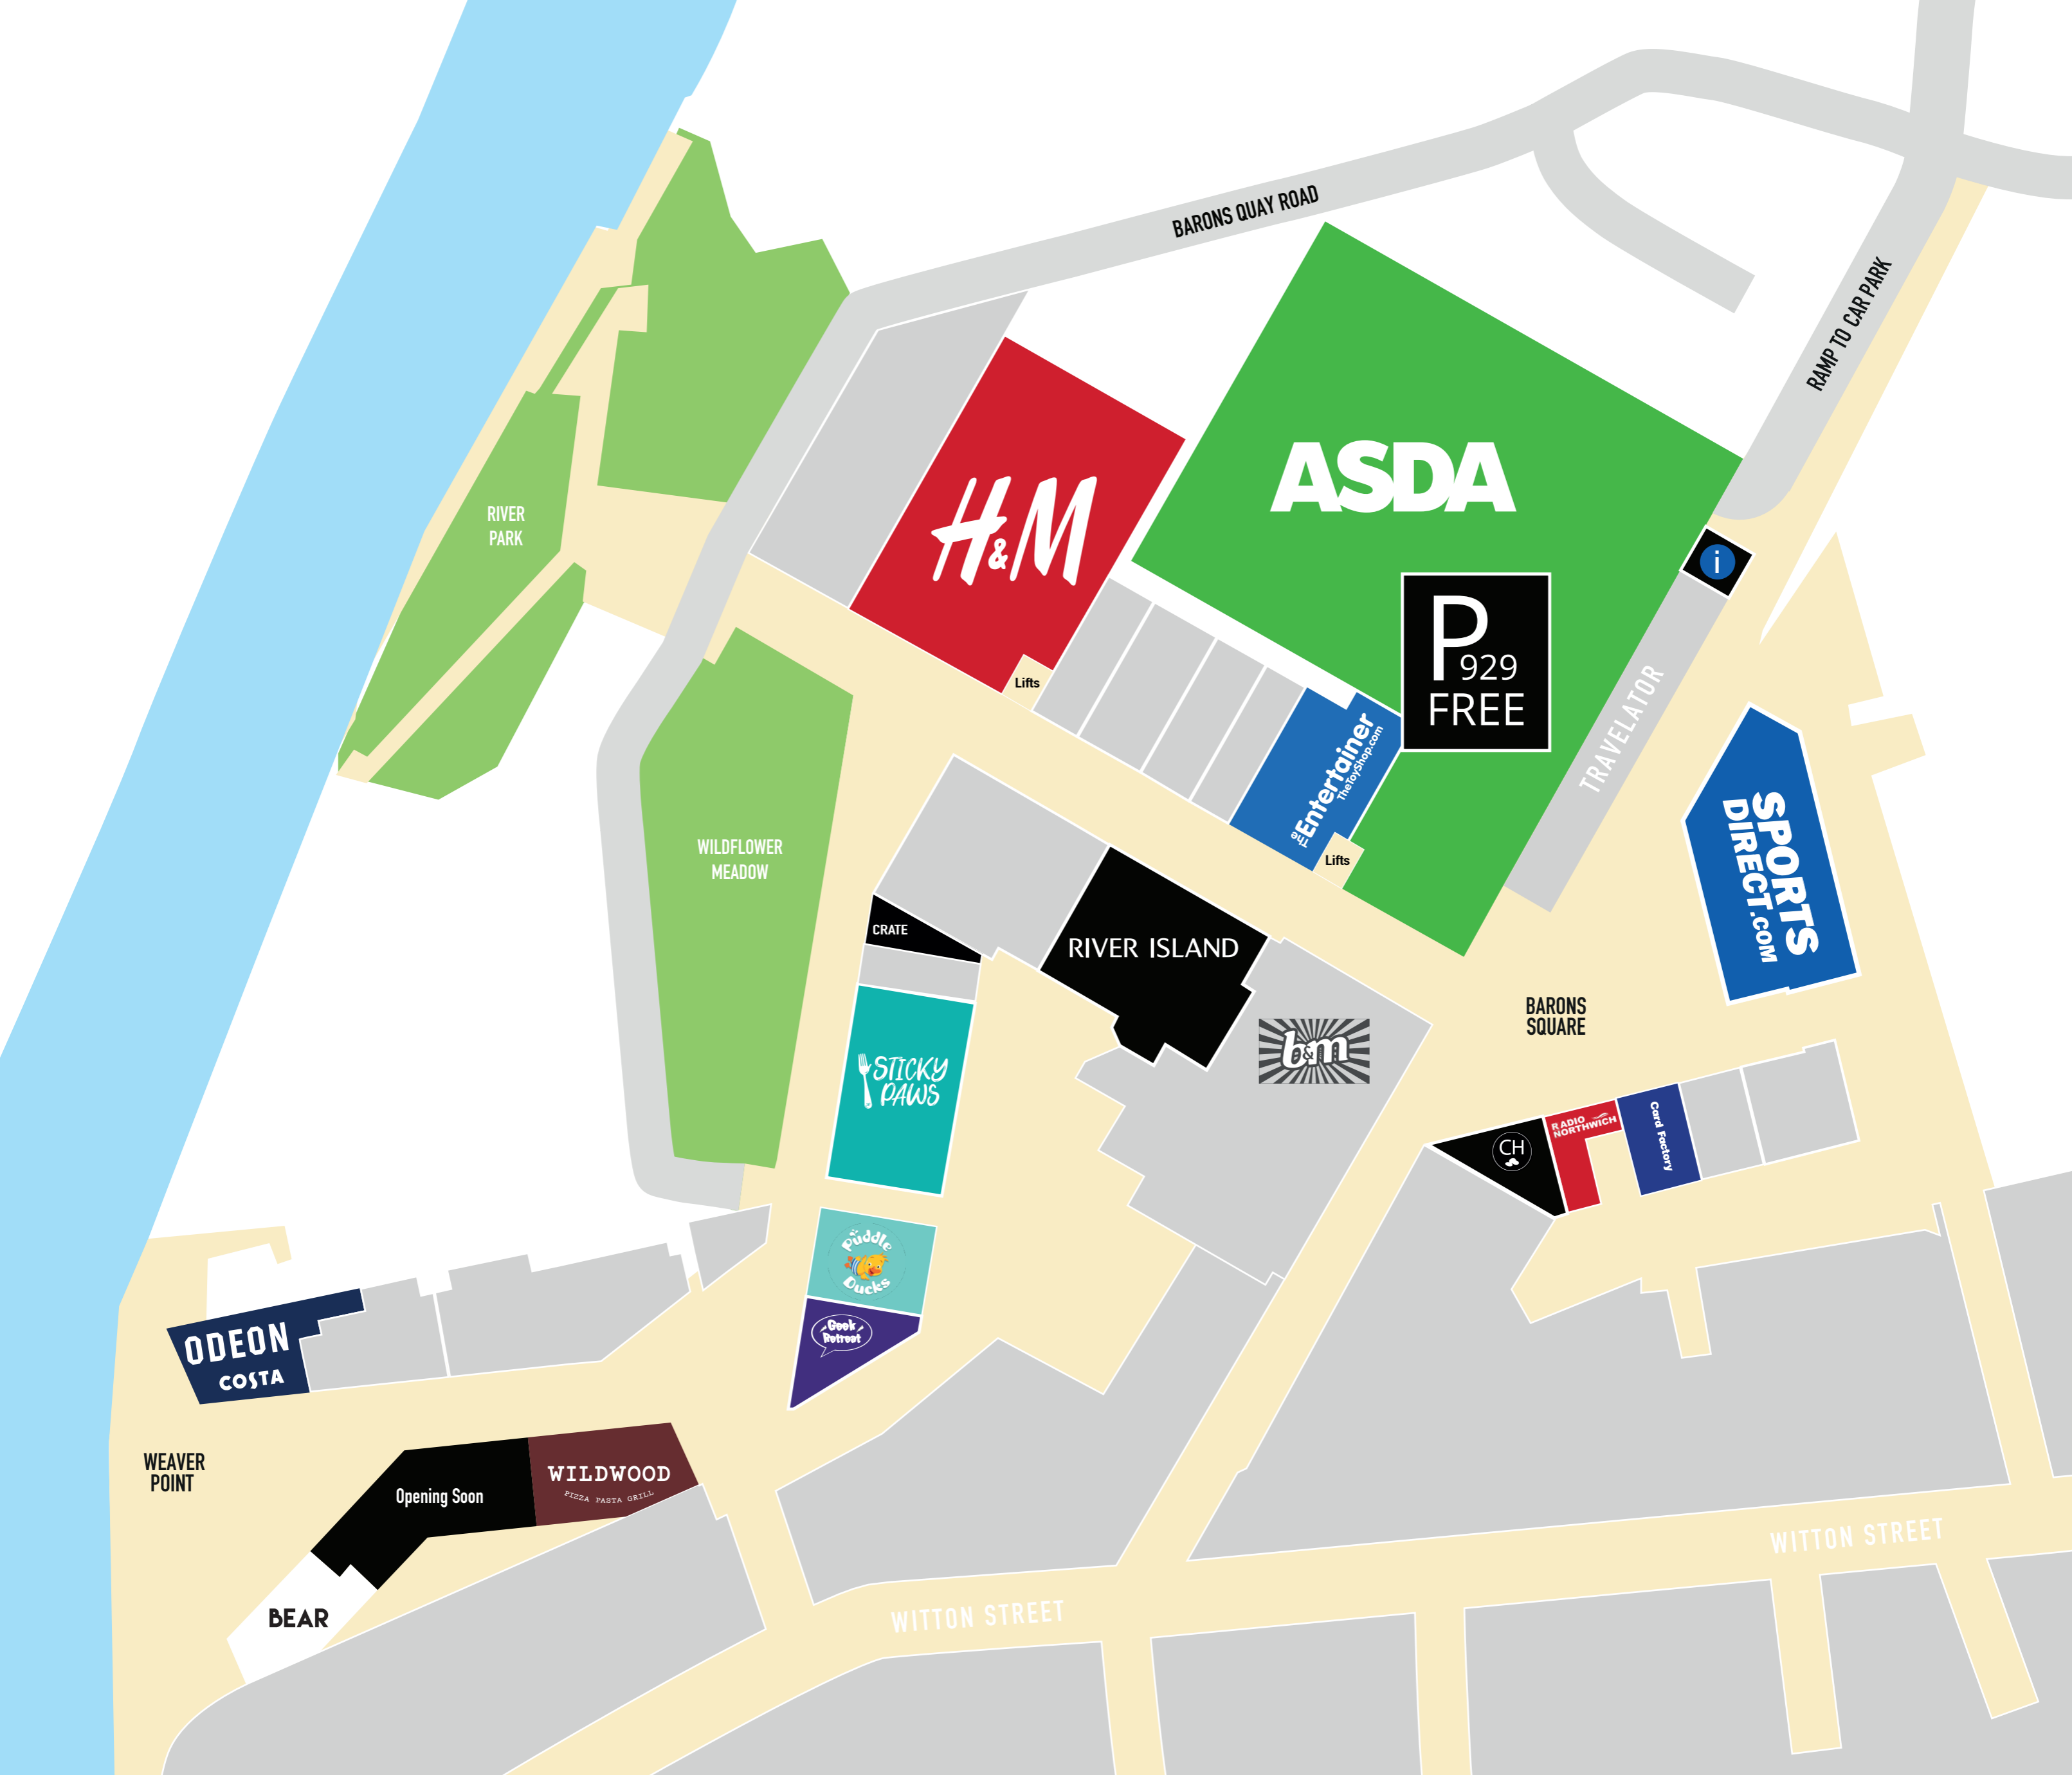 BARONS QUAY ROAD
RAMP TO CAR PARK
ASDA
H&M
RIVER
PARK
i
P
929
FREE
TRAVELATOR
Lifts
The
Entertainer
TheToyShop.com
Lifts
SPORTS
DIRECT.COM
WILDFLOWER
MEADOW
CRATE
RIVER ISLAND
BARONS
SQUARE
b&m
STICKY
PAWS
CH
RADIO
NORTHWICH
Card Factory
Puddle
Ducks
Geek
Retreat
ODEON
COSTA
WEAVER
POINT
Opening Soon
WILDWOOD
PIZZA PASTA GRILL
BEAR
WITTON STREET
WITTON STREET